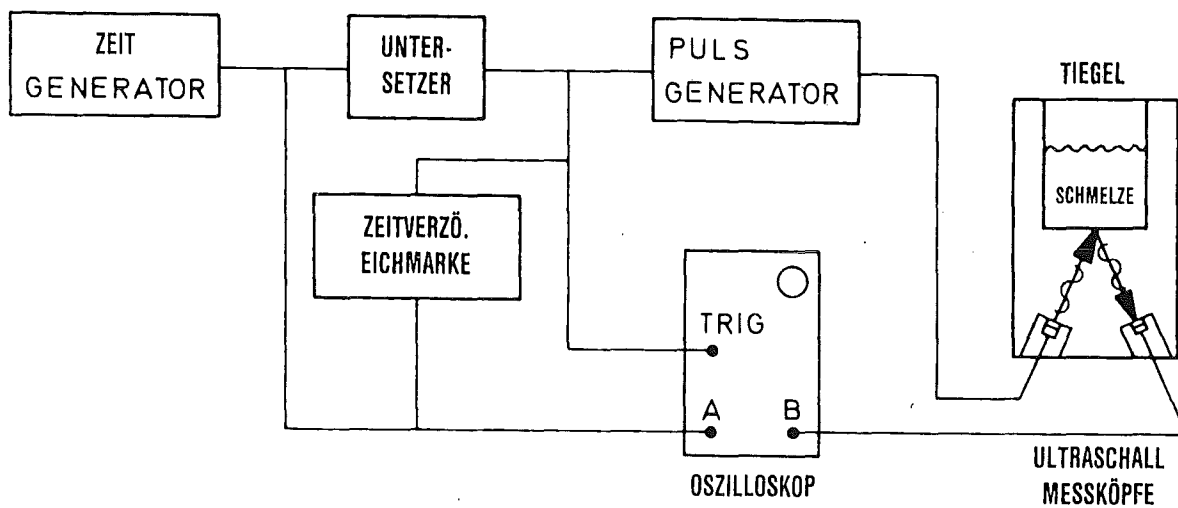 ZEIT
GENERATOR
UNTER-
SETZER
PULS
GENERATOR
TIEGEL
SCHMELZE
ZEITVERZÖ.
EICHMARKE
TRIG
A
B
OSZILLOSKOP
ULTRASCHALL
MESSKÖPFE